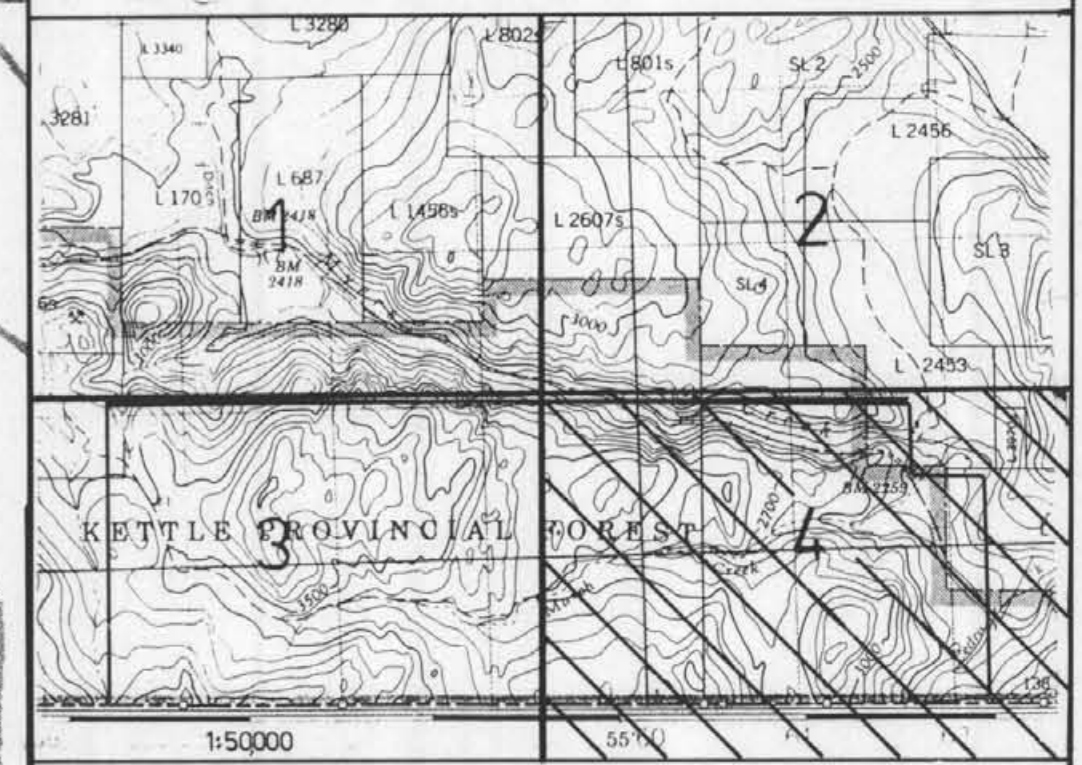 L 3280
L 802s
L 3340
L 801s
SL 2
2500
3281
L 2456
L 687
L 170
1
BM 2418
L 1456s
L 2607s
2
BM
2418
SL 3
SL 4
3000
L 2453
BM 2259
2700
KETTLE PROVINCIAL FOREST
3
4
Creek
3500
1:50,000